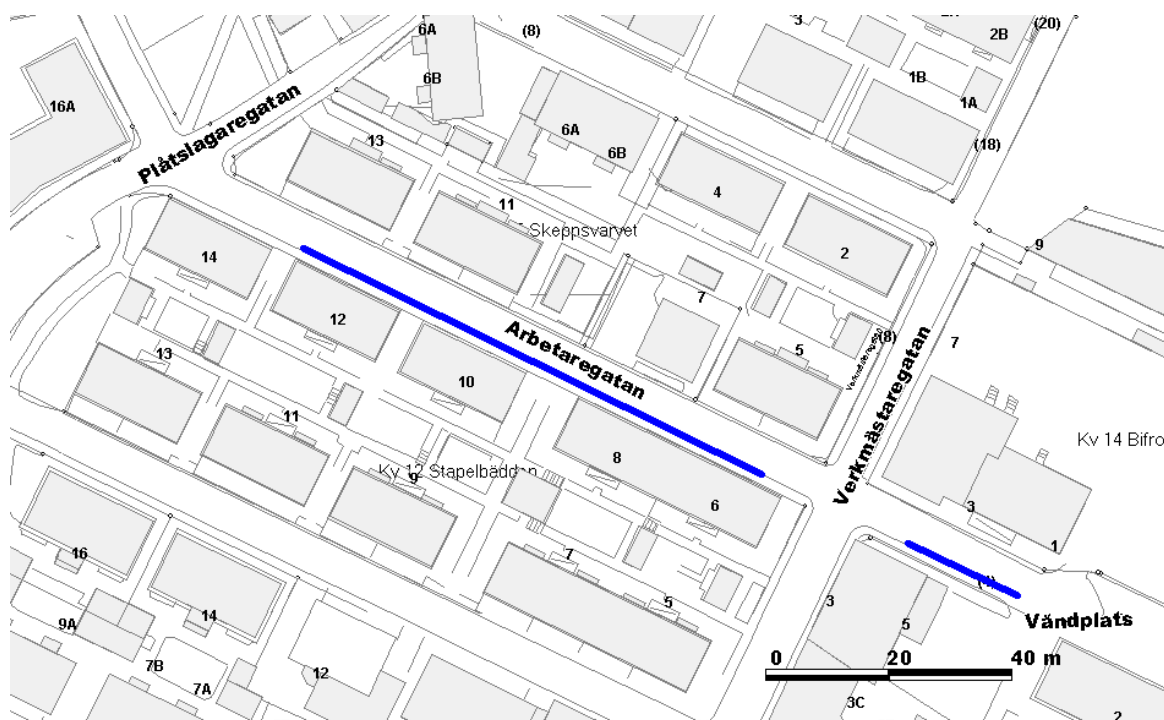 6A
(8)
3
2B
(20)
16A
6B
1B
1A
Plåtslagaregatan
13
6A
6B
(18)
4
11
Skeppsvarvet
14
2
9
12
7
Arbetaregatan
(8)
5
7
13
10
Verkmästaregatan
11
Kv 14 Bifro
Kv 12 Stapelbädden
9
8
6
3
1
16
7
14
5
3
5
Vändplats
9A
7B
7A
12
0 20 40 m
3C
2